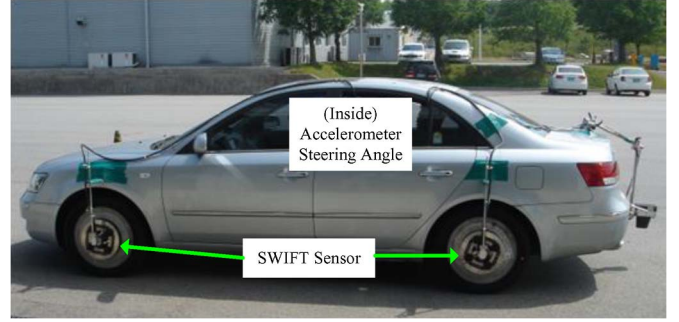 (Inside)
Accelerometer
Steering Angle
SWIFT Sensor